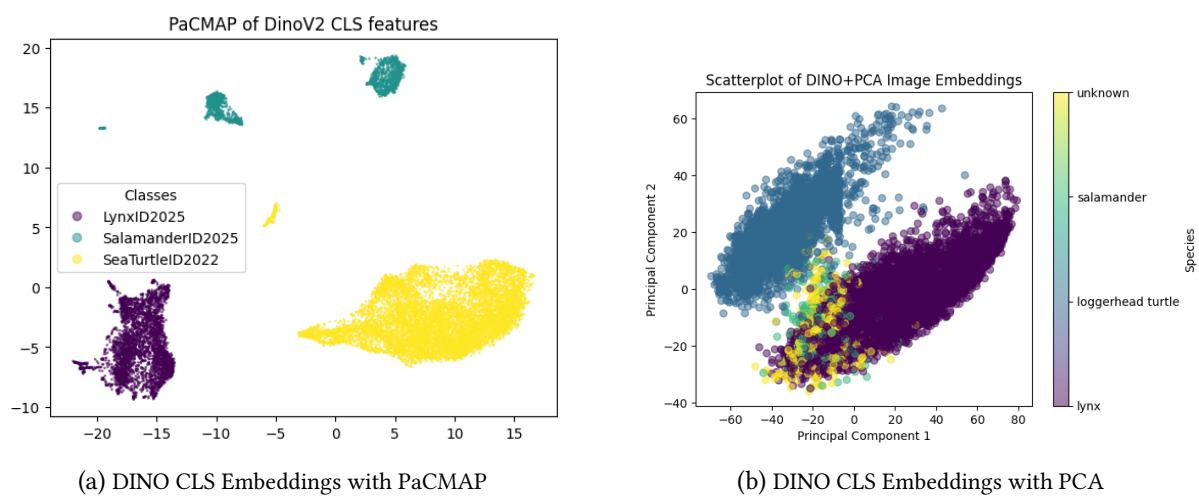 PaCMAP of DinoV2 CLS features
20
15
10
5
0
−5
−10
Classes
LynxID2025
SalamanderID2025
SeaTurtleID2022
−20
−15
−10
−5
0
5
10
15
(a) DINO CLS Embeddings with PaCMAP
Scatterplot of DINO+PCA Image Embeddings
Principal Component 2
60
40
20
0
−20
−40
−60
−40
−20
0
20
40
60
80
Principal Component 1
unknown
salamander
loggerhead turtle
lynx
Species
(b) DINO CLS Embeddings with PCA